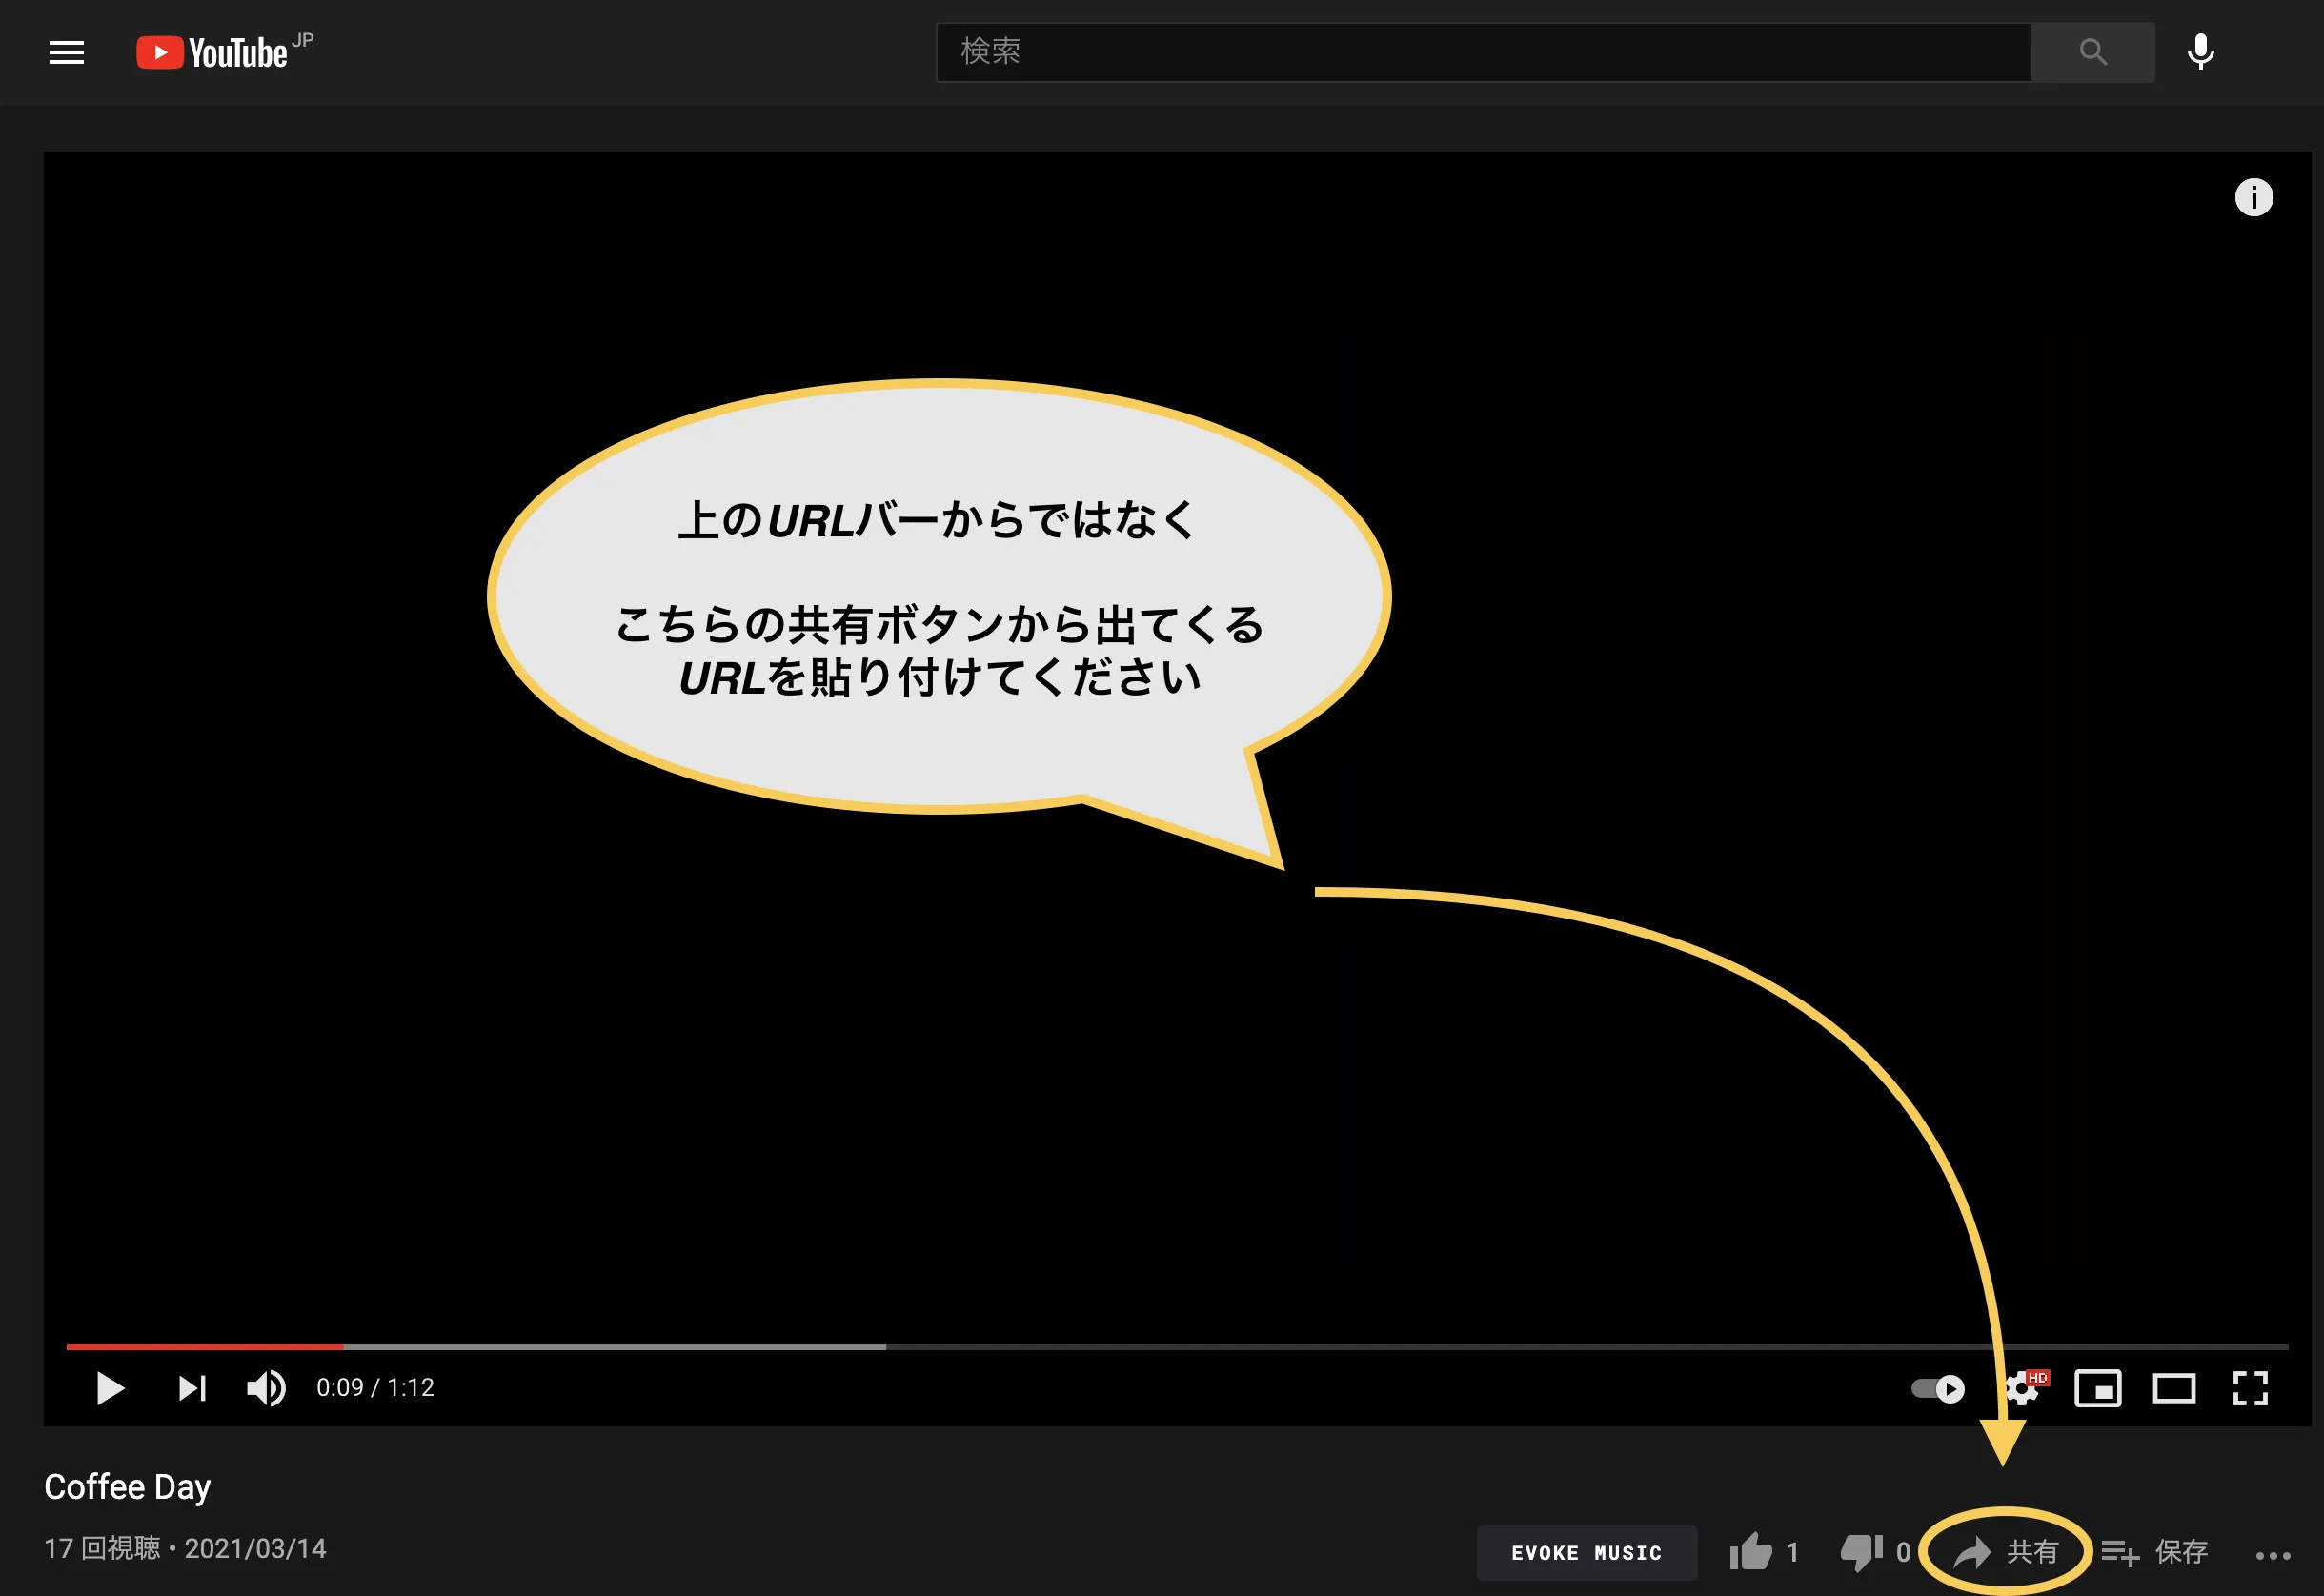 YouTube JP
検索
上のURLバーからではなく
こちらの共有ボタンから出てくる
URLを貼り付けてください
0:09 / 1:12
HD
Coffee Day
17 回視聴・2021/03/14
EVOKE MUSIC
1
0
共有
保存